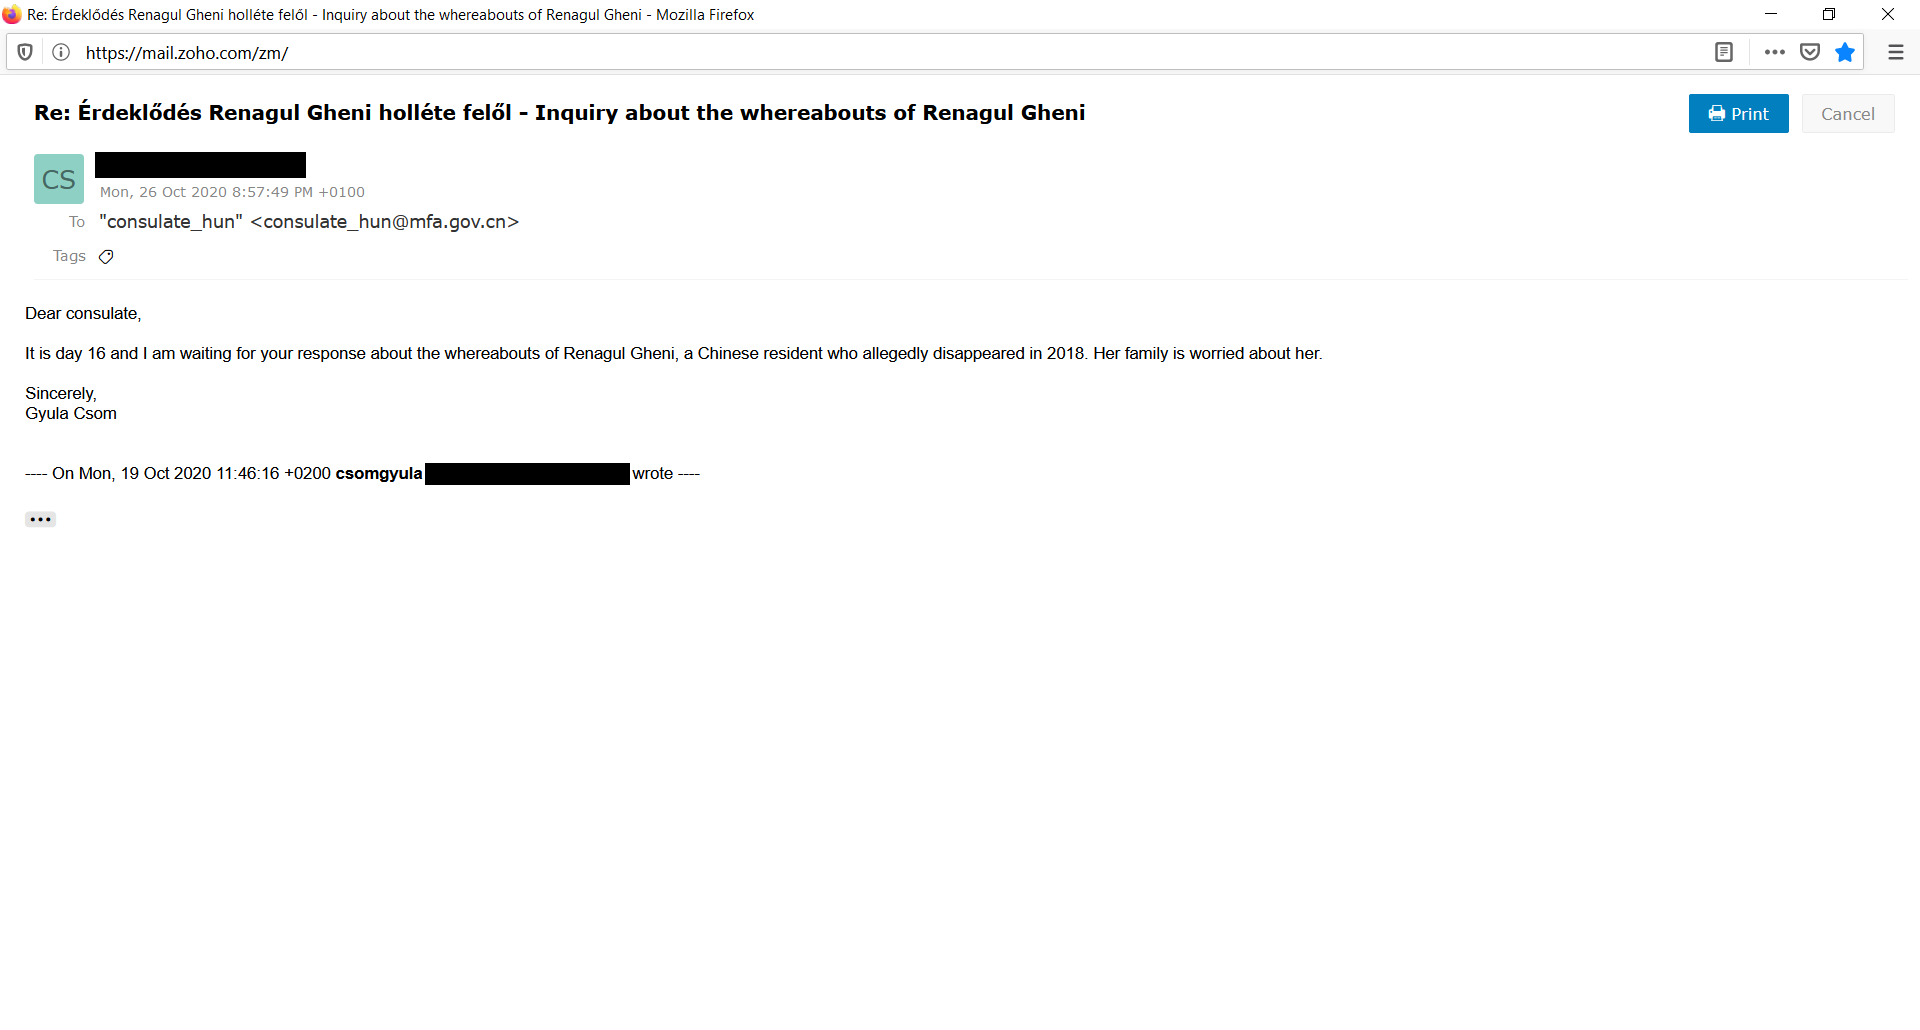 Re: Érdeklődés Renagul Gheni holléte felől - Inquiry about the whereabouts of Renagul Gheni - Mozilla Firefox
https://mail.zoho.com/zm/
Re: Érdeklődés Renagul Gheni holléte felől - Inquiry about the whereabouts of Renagul Gheni
Print
Cancel
CS
Mon, 26 Oct 2020 8:57:49 PM +0100
To "consulate_hun" <consulate_hun@mfa.gov.cn>
Tags
Dear consulate,
It is day 16 and I am waiting for your response about the whereabouts of Renagul Gheni, a Chinese resident who allegedly disappeared in 2018. Her family is worried about her.
Sincerely,
Gyula Csom
---- On Mon, 19 Oct 2020 11:46:16 +0200 csomgyula wrote ----